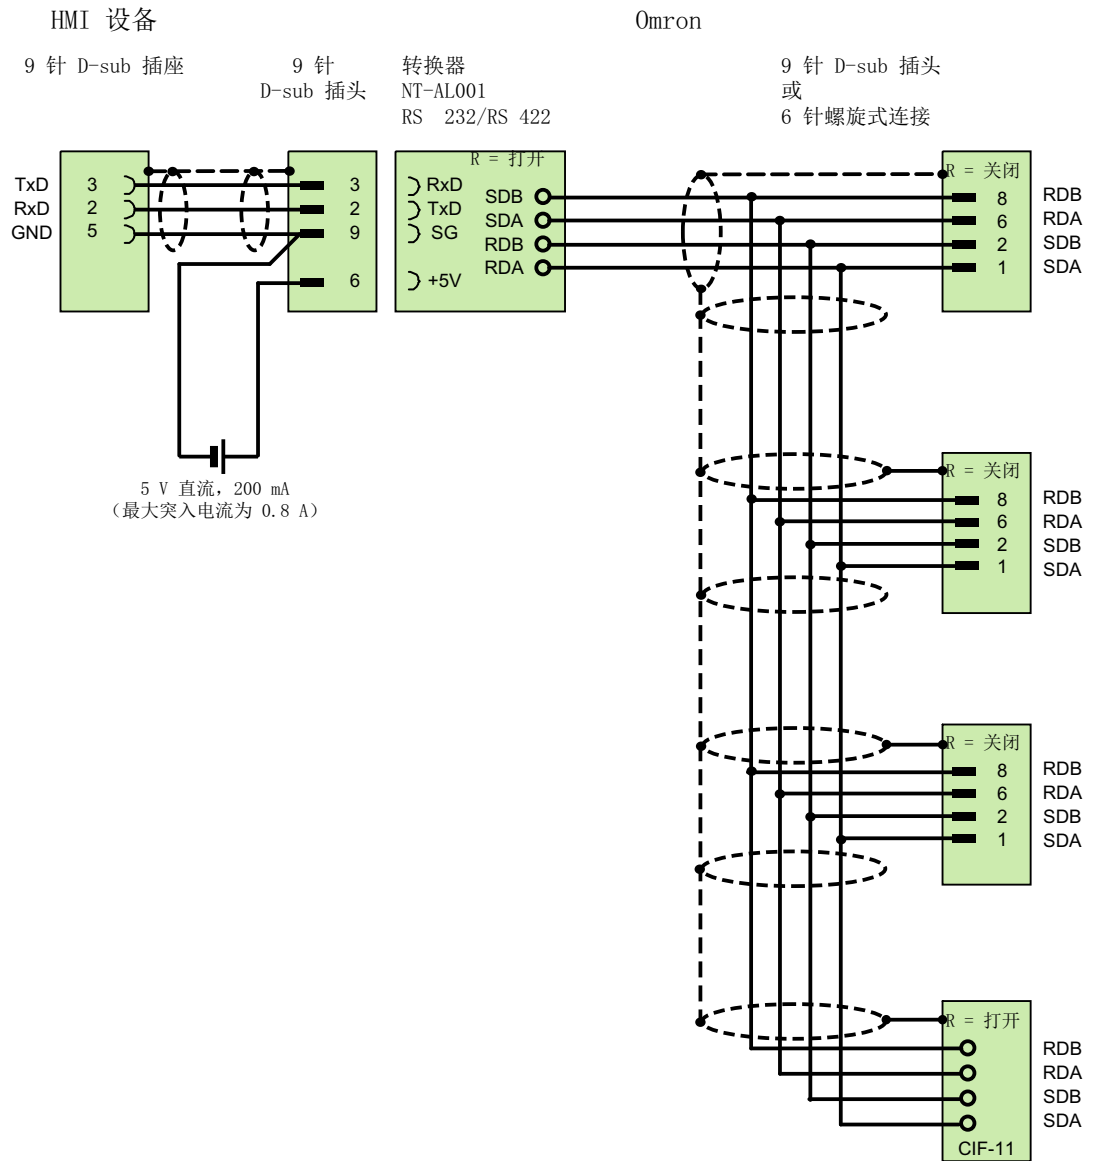 HMI 设备
Omron
9 针 D-sub 插座
9 针
D-sub 插头
转换器
NT-AL001
RS 232/RS 422
9 针 D-sub 插头
或
6 针螺旋式连接
TxD 3
RxD 2
GND 5
3
2
9
6
R = 打开
RxD
TxD
SG
+5V
SDB
SDA
RDB
RDA
R = 关闭
8 RDB
6 RDA
2 SDB
1 SDA
5 V 直流, 200 mA
(最大突入电流为 0.8 A)
R = 关闭
8 RDB
6 RDA
2 SDB
1 SDA
R = 关闭
8 RDB
6 RDA
2 SDB
1 SDA
R = 打开
RDB
RDA
SDB
SDA
CIF-11